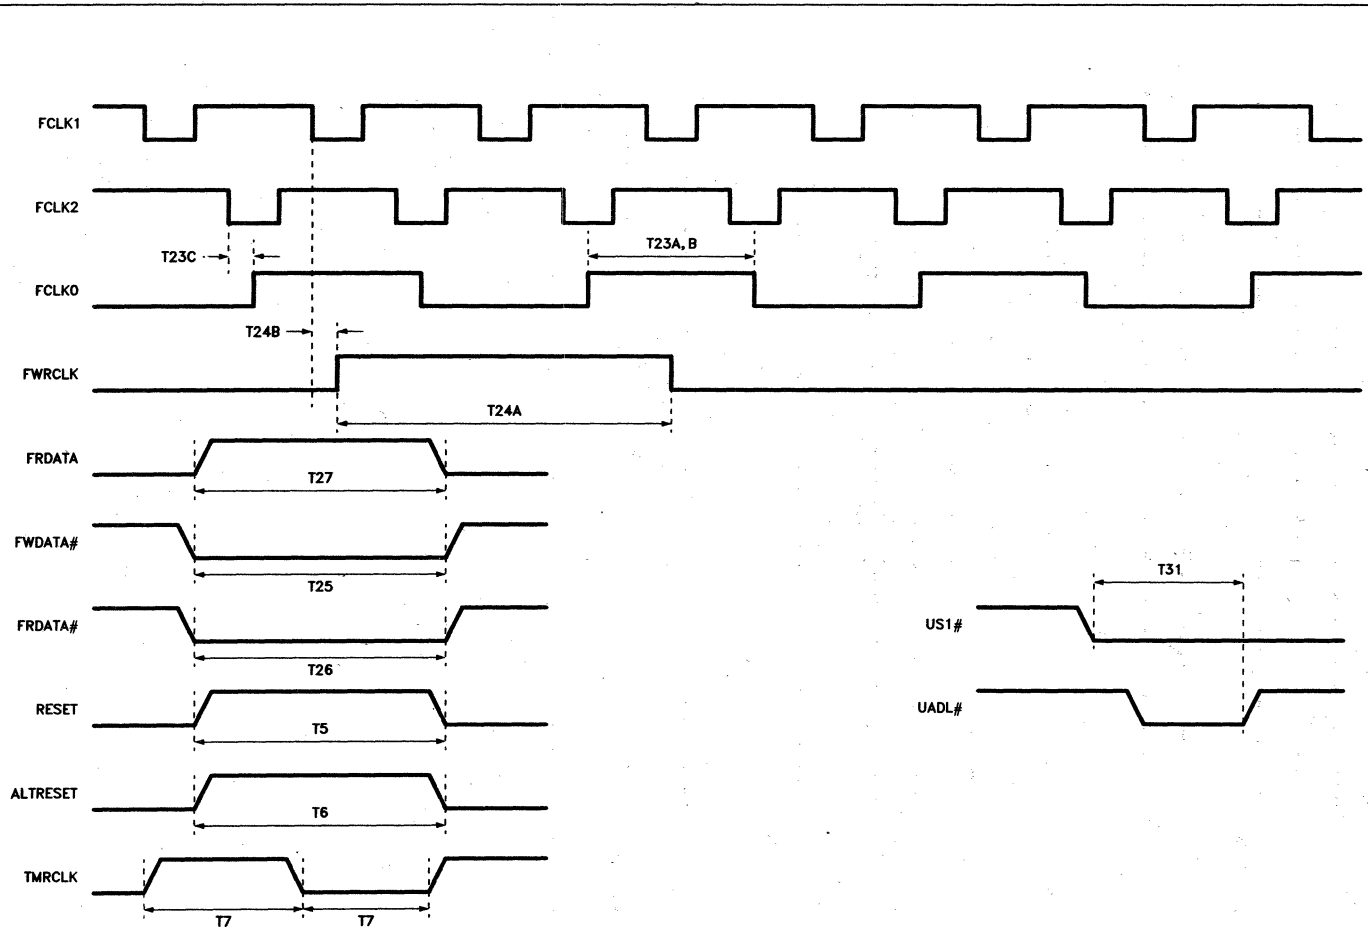 FCLK1
FCLK2
T23C
T23A,B
FCLK0
T24B
FWRCLK
T24A
FRDATA
T27
FWDATA#
T25
T31
FRDATA#
US1#
T26
RESET
UADL#
T5
ALTRESET
T6
TMRCLK
T7 T7